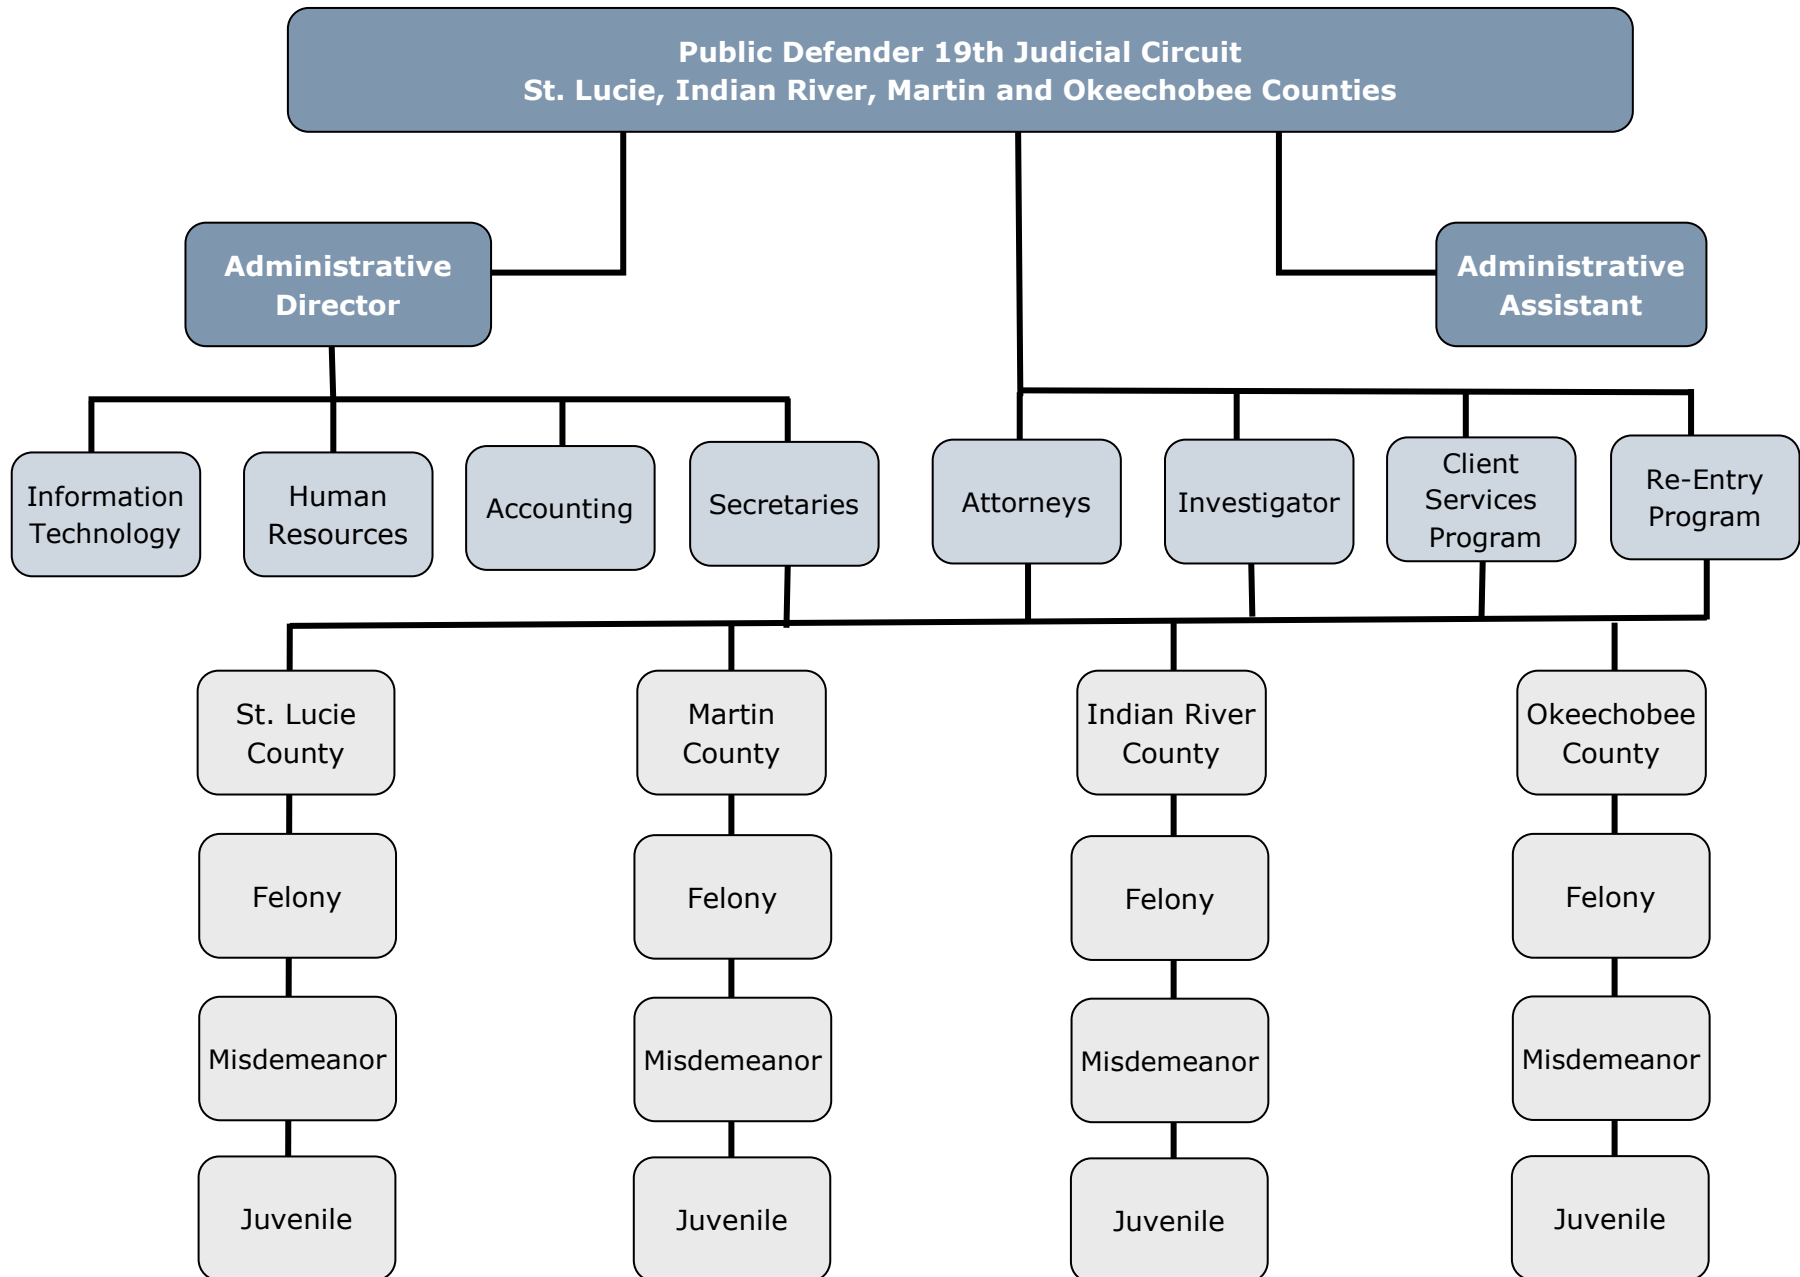 Public Defender 19th Judicial Circuit
St. Lucie, Indian River, Martin and Okeechobee Counties
Administrative
Director
Administrative
Assistant
Information
Technology
Human
Resources
Accounting
Secretaries
Attorneys
Investigator
Client
Services
Program
Re-Entry
Program
St. Lucie
County
Martin
County
Indian River
County
Okeechobee
County
Felony
Felony
Felony
Felony
Misdemeanor
Misdemeanor
Misdemeanor
Misdemeanor
Juvenile
Juvenile
Juvenile
Juvenile